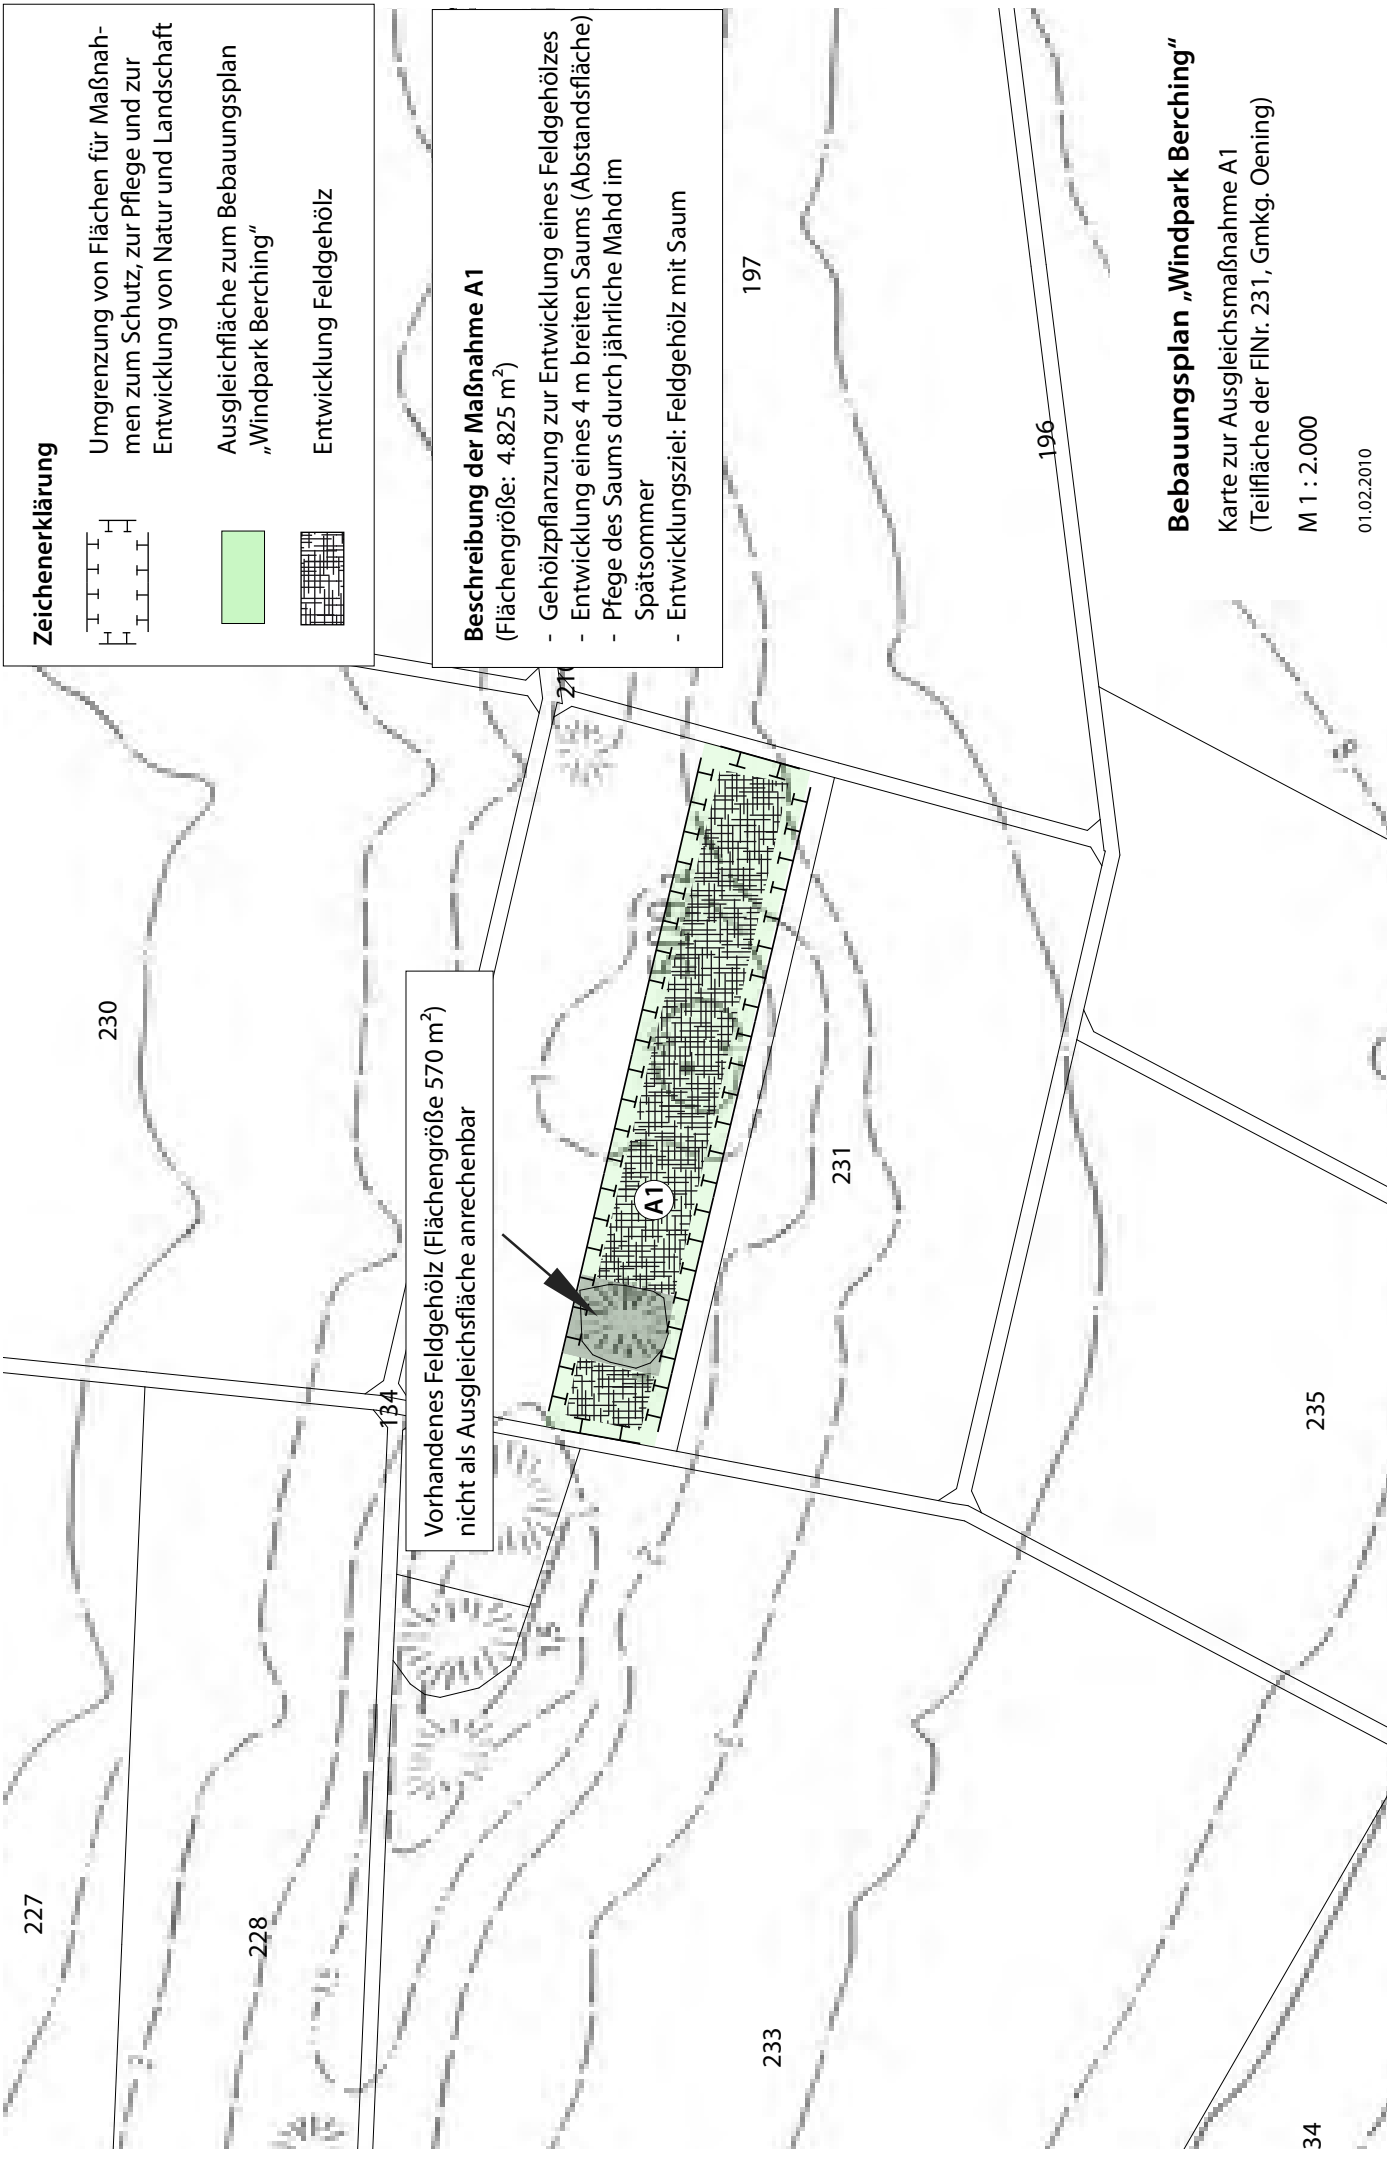 Zeichenerklärung
Umgrenzung von Flächen für Maßnah-
men zum Schutz, zur Pflege und zur
Entwicklung von Natur und Landschaft
Ausgleichfläche zum Bebauungsplan
„Windpark Berching“
Entwicklung Feldgehölz
Beschreibung der Maßnahme A1
(Flächengröße: 4.825 m²)
- Gehölzpflanzung zur Entwicklung eines Feldgehölzes
- Entwicklung eines 4 m breiten Saums (Abstandsfläche)
- Pfege des Saums durch jährliche Mahd im
Spätsommer
- Entwicklungsziel: Feldgehölz mit Saum
Vorhandenes Feldgehölz (Flächengröße 570 m²)
nicht als Ausgleichsfläche anrechenbar
227
228
230
134
210
A1
197
231
233
196
235
34
Bebauungsplan „Windpark Berching“
Karte zur Ausgleichsmaßnahme A1
(Teilfläche der FlNr. 231, Gmkg. Oening)
M 1 : 2.000
01.02.2010